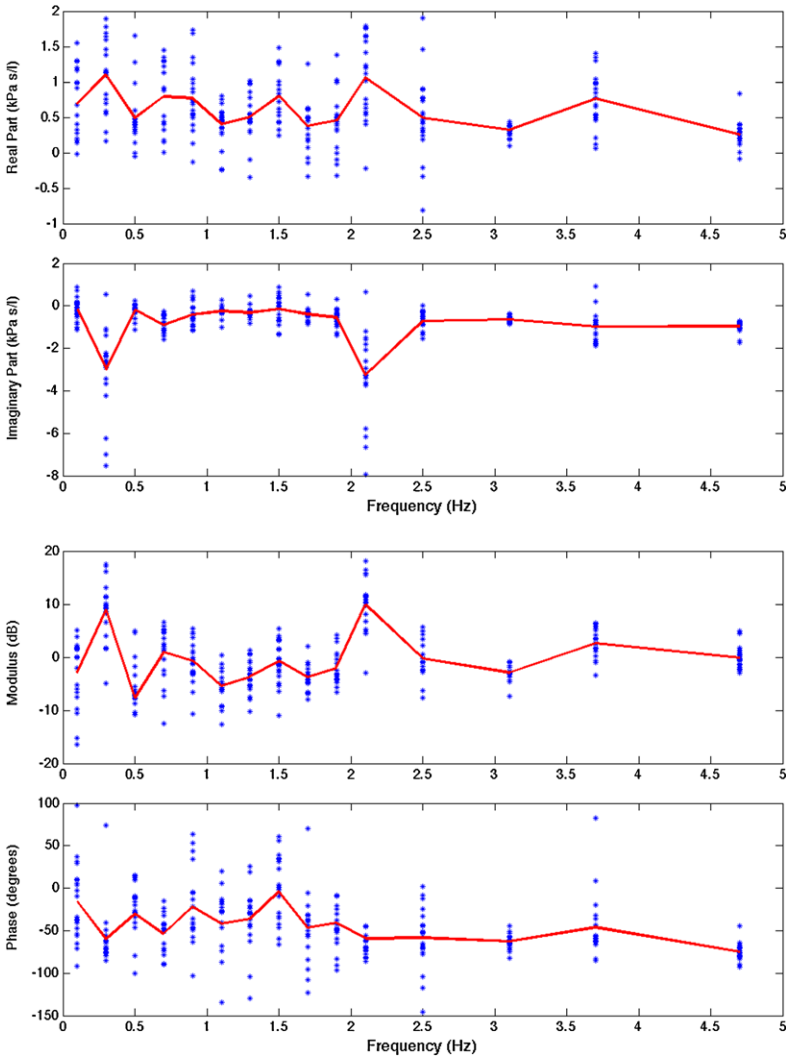 Real Part (kPa s/l)
2
1.5
1
0.5
0
-0.5
-1
0 0.5 1 1.5 2 2.5 3 3.5 4 4.5 5
Imaginary Part (kPa s/l)
2
0
-2
-4
-6
-8
0 0.5 1 1.5 2 2.5 3 3.5 4 4.5 5
Frequency (Hz)
Modulus (dB)
20
10
0
-10
-20
0 0.5 1 1.5 2 2.5 3 3.5 4 4.5 5
Phase (degrees)
100
50
0
-50
-100
-150
0 0.5 1 1.5 2 2.5 3 3.5 4 4.5 5
Frequency (Hz)